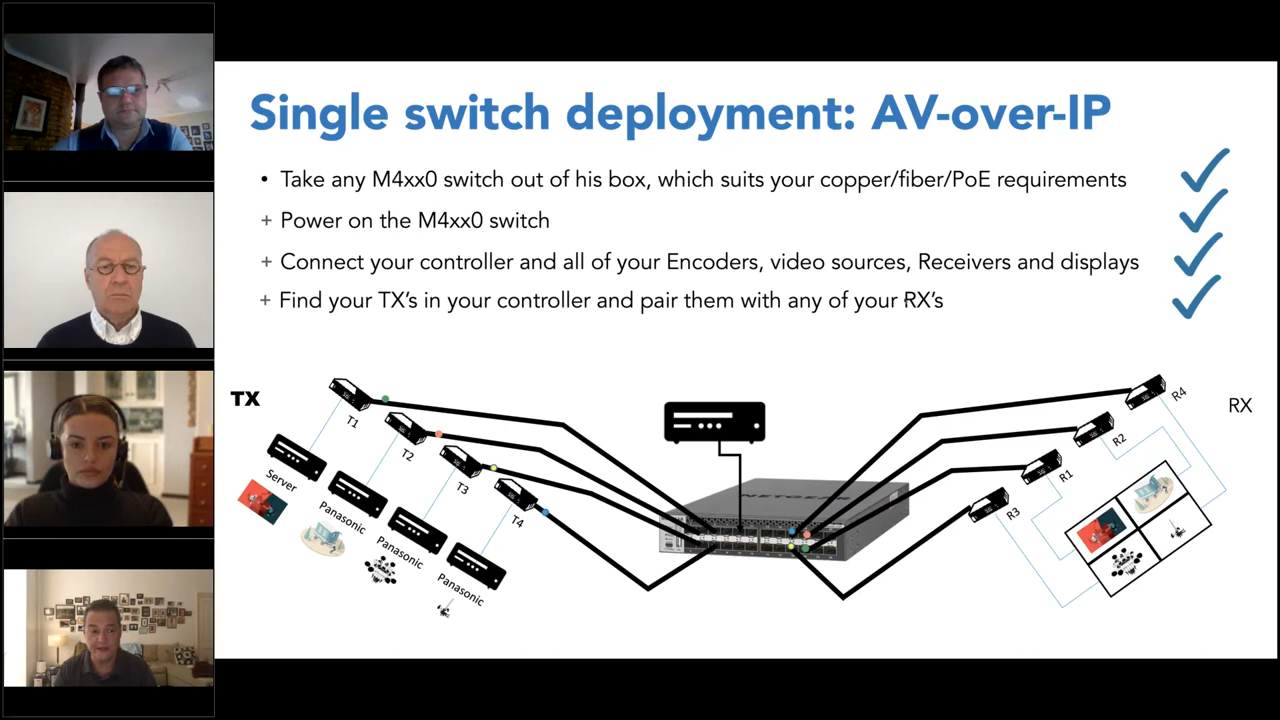 Single switch deployment: AV-over-IP
• Take any M4xx0 switch out of his box, which suits your copper/fiber/PoE requirements
+ Power on the M4xx0 switch
+ Connect your controller and all of your Encoders, video sources, Receivers and displays
+ Find your TX's in your controller and pair them with any of your RX's
TX
RX
T1
T2
T3
T4
Server
Panasonic
Panasonic
Panasonic
NETGEAR
R4
R2
R1
R3